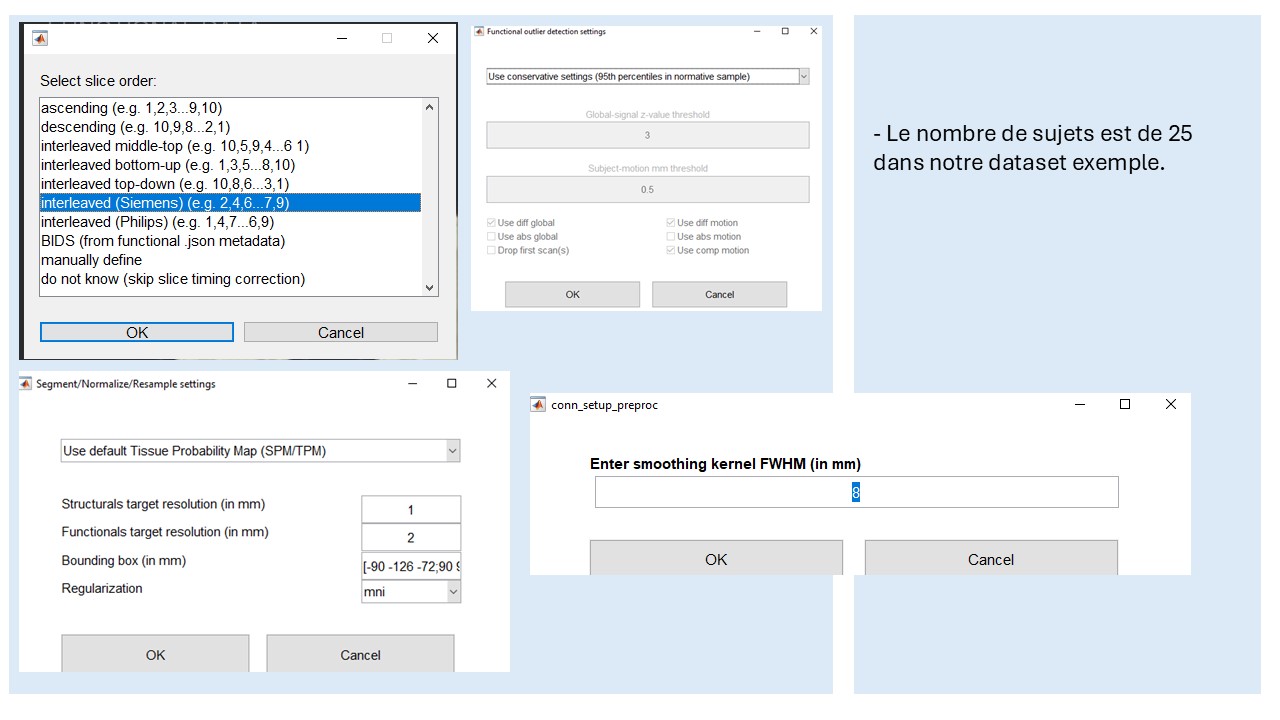 Select slice order:
ascending (e.g. 1,2,3...9,10)
descending (e.g. 10,9,8...2,1)
interleaved middle-top (e.g. 10,5,9,4...6 1)
interleaved bottom-up (e.g. 1,3,5...8,10)
interleaved top-down (e.g. 10,8,6...3,1)
interleaved (Siemens) (e.g. 2,4,6...7,9)
interleaved (Philips) (e.g. 1,4,7...6,9)
BIDS (from functional .json metadata)
manually define
do not know (skip slice timing correction)
OK Cancel
Functional outlier detection settings
Use conservative settings (95th percentiles in normative sample)
Global-signal z-value threshold
3
Subject-motion mm threshold
0.5
Use diff global Use diff motion
Use abs global Use abs motion
Drop first scan(s) Use comp motion
OK Cancel
- Le nombre de sujets est de 25
dans notre dataset exemple.
Segment/Normalize/Resample settings
Use default Tissue Probability Map (SPM/TPM)
Structurals target resolution (in mm) 1
Functionals target resolution (in mm) 2
Bounding box (in mm) [-90 -126 -72;90
Regularization mni
OK Cancel
conn_setup_preproc
Enter smoothing kernel FWHM (in mm)
8
OK Cancel